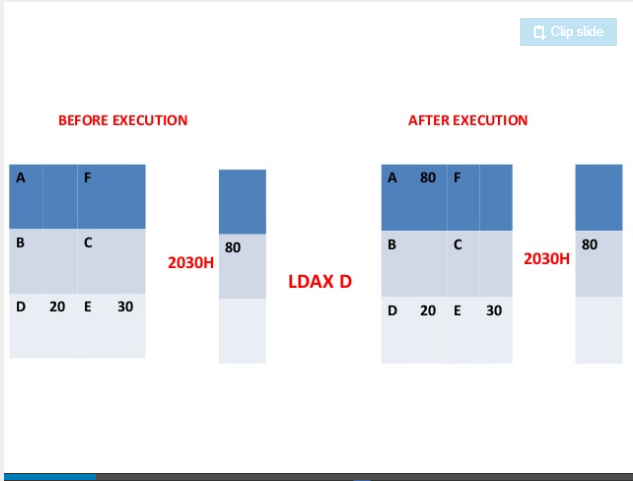 Clip slide
BEFORE EXECUTION
AFTER EXECUTION
A F
B C
D 20 E 30
2030H
80
LDAX D
A 80 F
B C
D 20 E 30
2030H
80